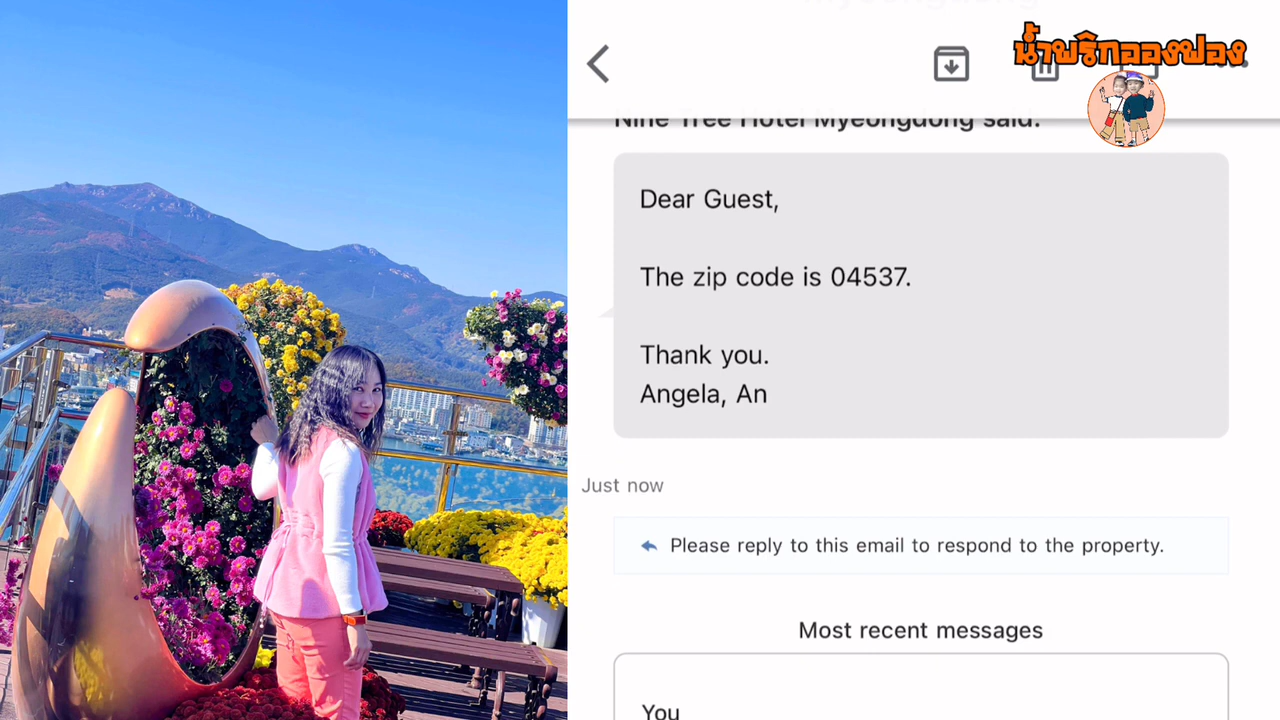 น้ำพริกอองฟอง
Nine Tree Hotel Myeongdong said:
Dear Guest,
The zip code is 04537.
Thank you.
Angela, An
Just now
Please reply to this email to respond to the property.
Most recent messages
You